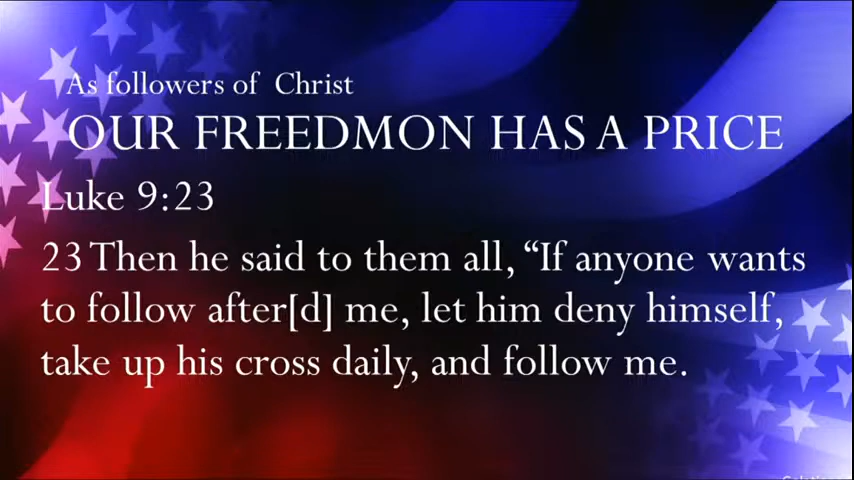 As followers of Christ
OUR FREEDMON HAS A PRICE
Luke 9:23
23 Then he said to them all, “If anyone wants
to follow after[d] me, let him deny himself,
take up his cross daily, and follow me.